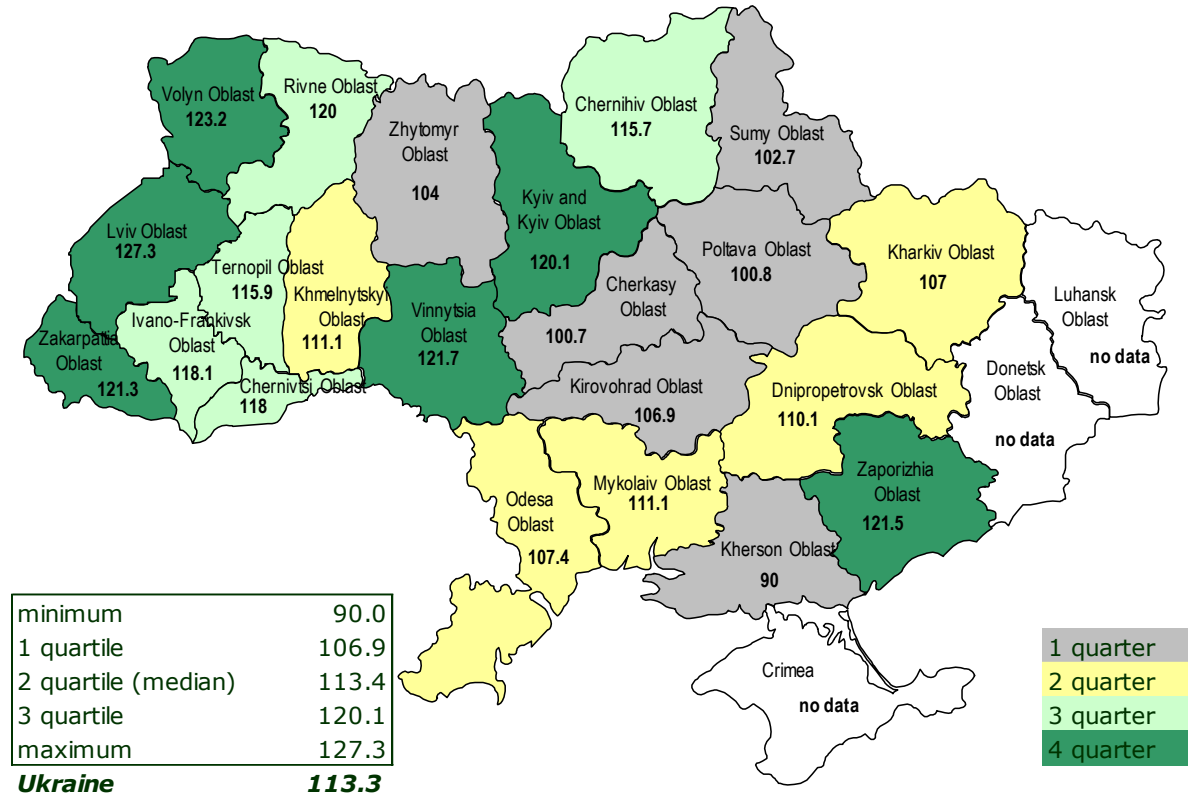 Volyn Oblast
123.2
Rivne Oblast
120
Zhytomyr
Oblast
104
Chernihiv Oblast
115.7
Sumy Oblast
102.7
Kyiv and
Kyiv Oblast
120.1
Lviv Oblast
127.3
Ternopil Oblast
115.9
Khmelnytskyi
Oblast
111.1
Vinnytsia
Oblast
121.7
Cherkasy
Oblast
100.7
Poltava Oblast
100.8
Kharkiv Oblast
107
Luhansk
Oblast
no data
Zakarpattia
Oblast
121.3
Ivano-Frankivsk
Oblast
118.1
Chernivtsi Oblast
118
Kirovohrad Oblast
106.9
Dnipropetrovsk Oblast
110.1
Donetsk
Oblast
no data
Odesa
Oblast
107.4
Mykolaiv Oblast
111.1
Zaporizhia
Oblast
121.5
Kherson Oblast
90
Crimea
no data
minimum 90.0
1 quartile 106.9
2 quartile (median) 113.4
3 quartile 120.1
maximum 127.3
Ukraine 113.3
1 quarter
2 quarter
3 quarter
4 quarter